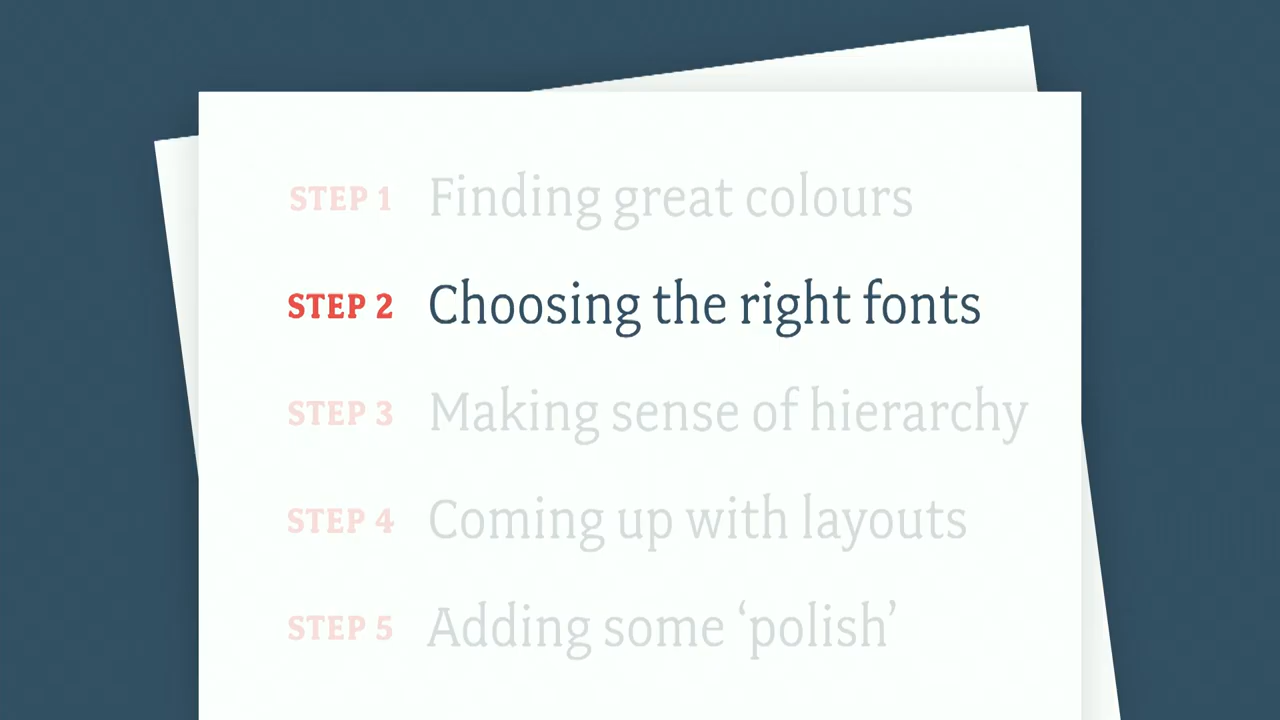 STEP 1 Finding great colours
STEP 2 Choosing the right fonts
STEP 3 Making sense of hierarchy
STEP 4 Coming up with layouts
STEP 5 Adding some ‘polish’